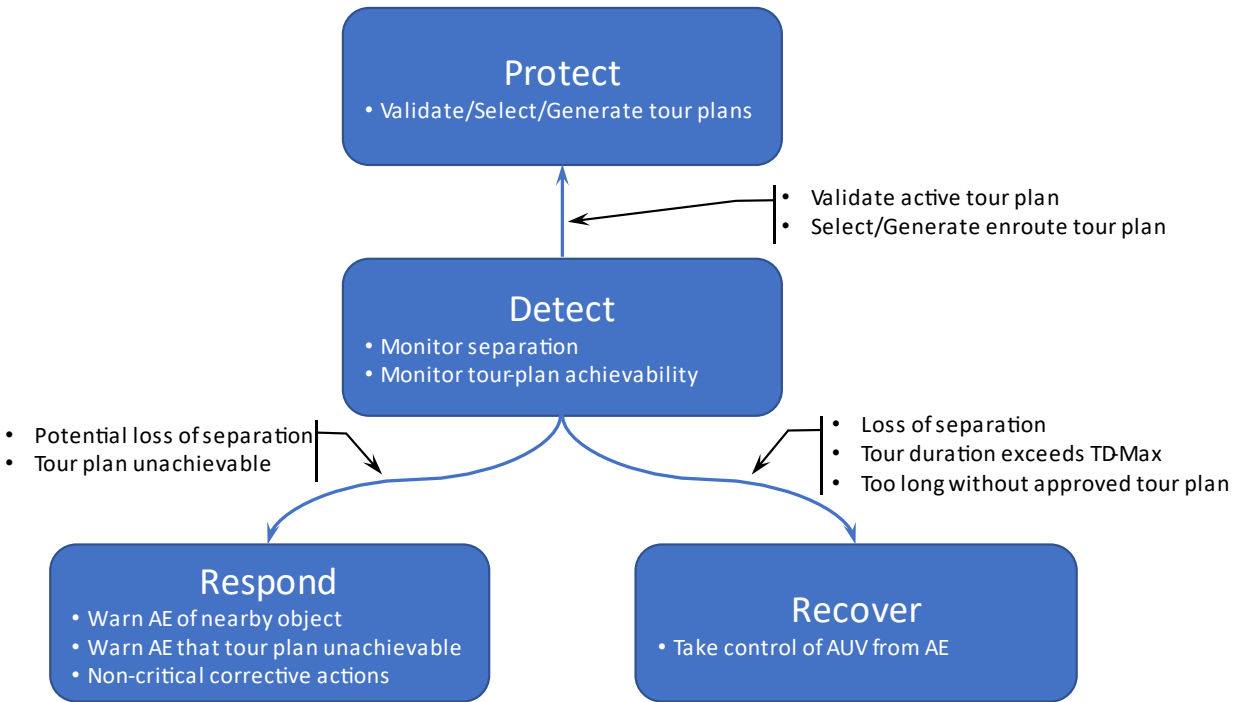 Protect
• Validate/Select/Generate tour plans
• Validate active tour plan
• Select/Generate enroute tour plan
Detect
• Monitor separation
• Monitor tour-plan achievability
• Potential loss of separation
• Tour plan unachievable
• Loss of separation
• Tour duration exceeds TD-Max
• Too long without approved tour plan
Respond
• Warn AE of nearby object
• Warn AE that tour plan unachievable
• Non-critical corrective actions
Recover
• Take control of AUV from AE